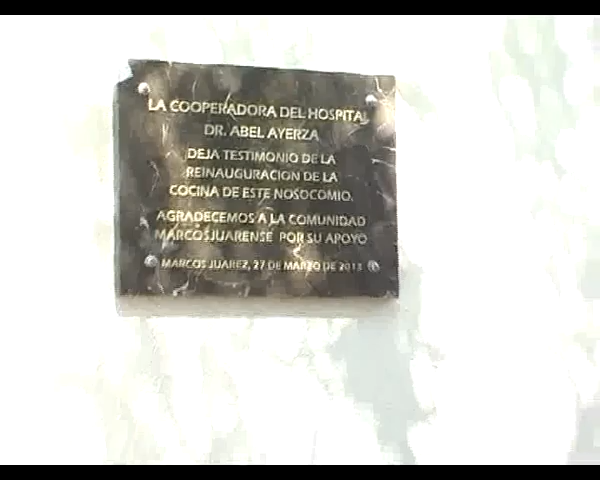 LA COOPERADORA DEL HOSPITAL
DR. ABEL AYERZA
DEJA TESTIMONIO DE LA
REINAUGURACION DE LA
COCINA DE ESTE NOSOCOMIO.
AGRADECEMOS A LA COMUNIDAD
MARCOSJUARENSE POR SU APOYO
MARCOS JUAREZ, 27 DE MARZO DE 2013